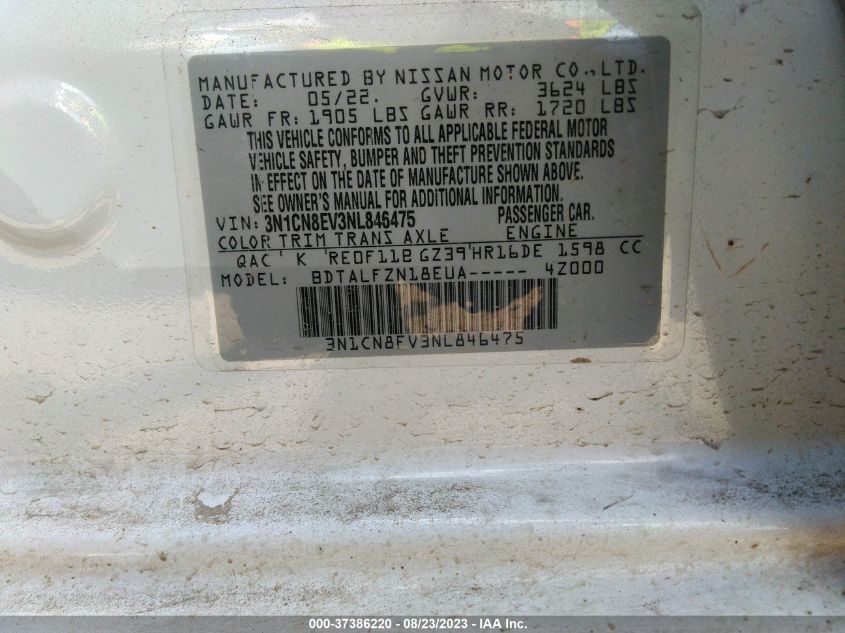 MANUFACTURED BY NISSAN MOTOR CO., LTD.
DATE: 05/22. GVWR: 3624 LBS
GAWR FR: 1905 LBS GAWR RR: 1720 LBS
THIS VEHICLE CONFORMS TO ALL APPLICABLE FEDERAL MOTOR
VEHICLE SAFETY, BUMPER AND THEFT PREVENTION STANDARDS
IN EFFECT ON THE DATE OF MANUFACTURE SHOWN ABOVE.
SEE OWNER'S MANUAL FOR ADDITIONAL INFORMATION.
VIN: 3N1CN8EV3NL846475 PASSENGER CAR.
COLOR TRIM TRANS AXLE ENGINE
QAC ' K 'RE0F11B GZ39'HR16DE 1598 CC
MODEL: BDTALFZN18EUA----- 4Z000
3N1CN8EV3NL846475
000-37386220 - 08/23/2023 - IAA Inc.